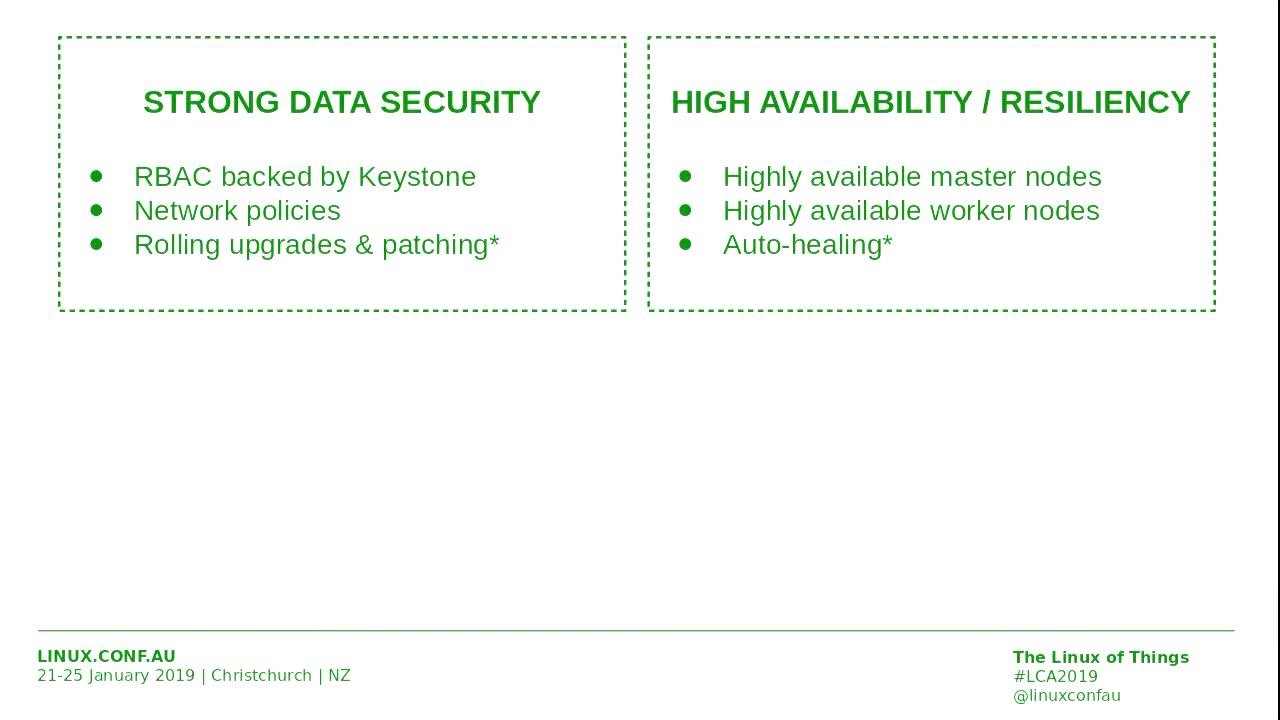 STRONG DATA SECURITY
● RBAC backed by Keystone
● Network policies
● Rolling upgrades & patching*
HIGH AVAILABILITY / RESILIENCY
● Highly available master nodes
● Highly available worker nodes
● Auto-healing*
LINUX.CONF.AU
21-25 January 2019 | Christchurch | NZ
The Linux of Things
#LCA2019
@linuxconfau